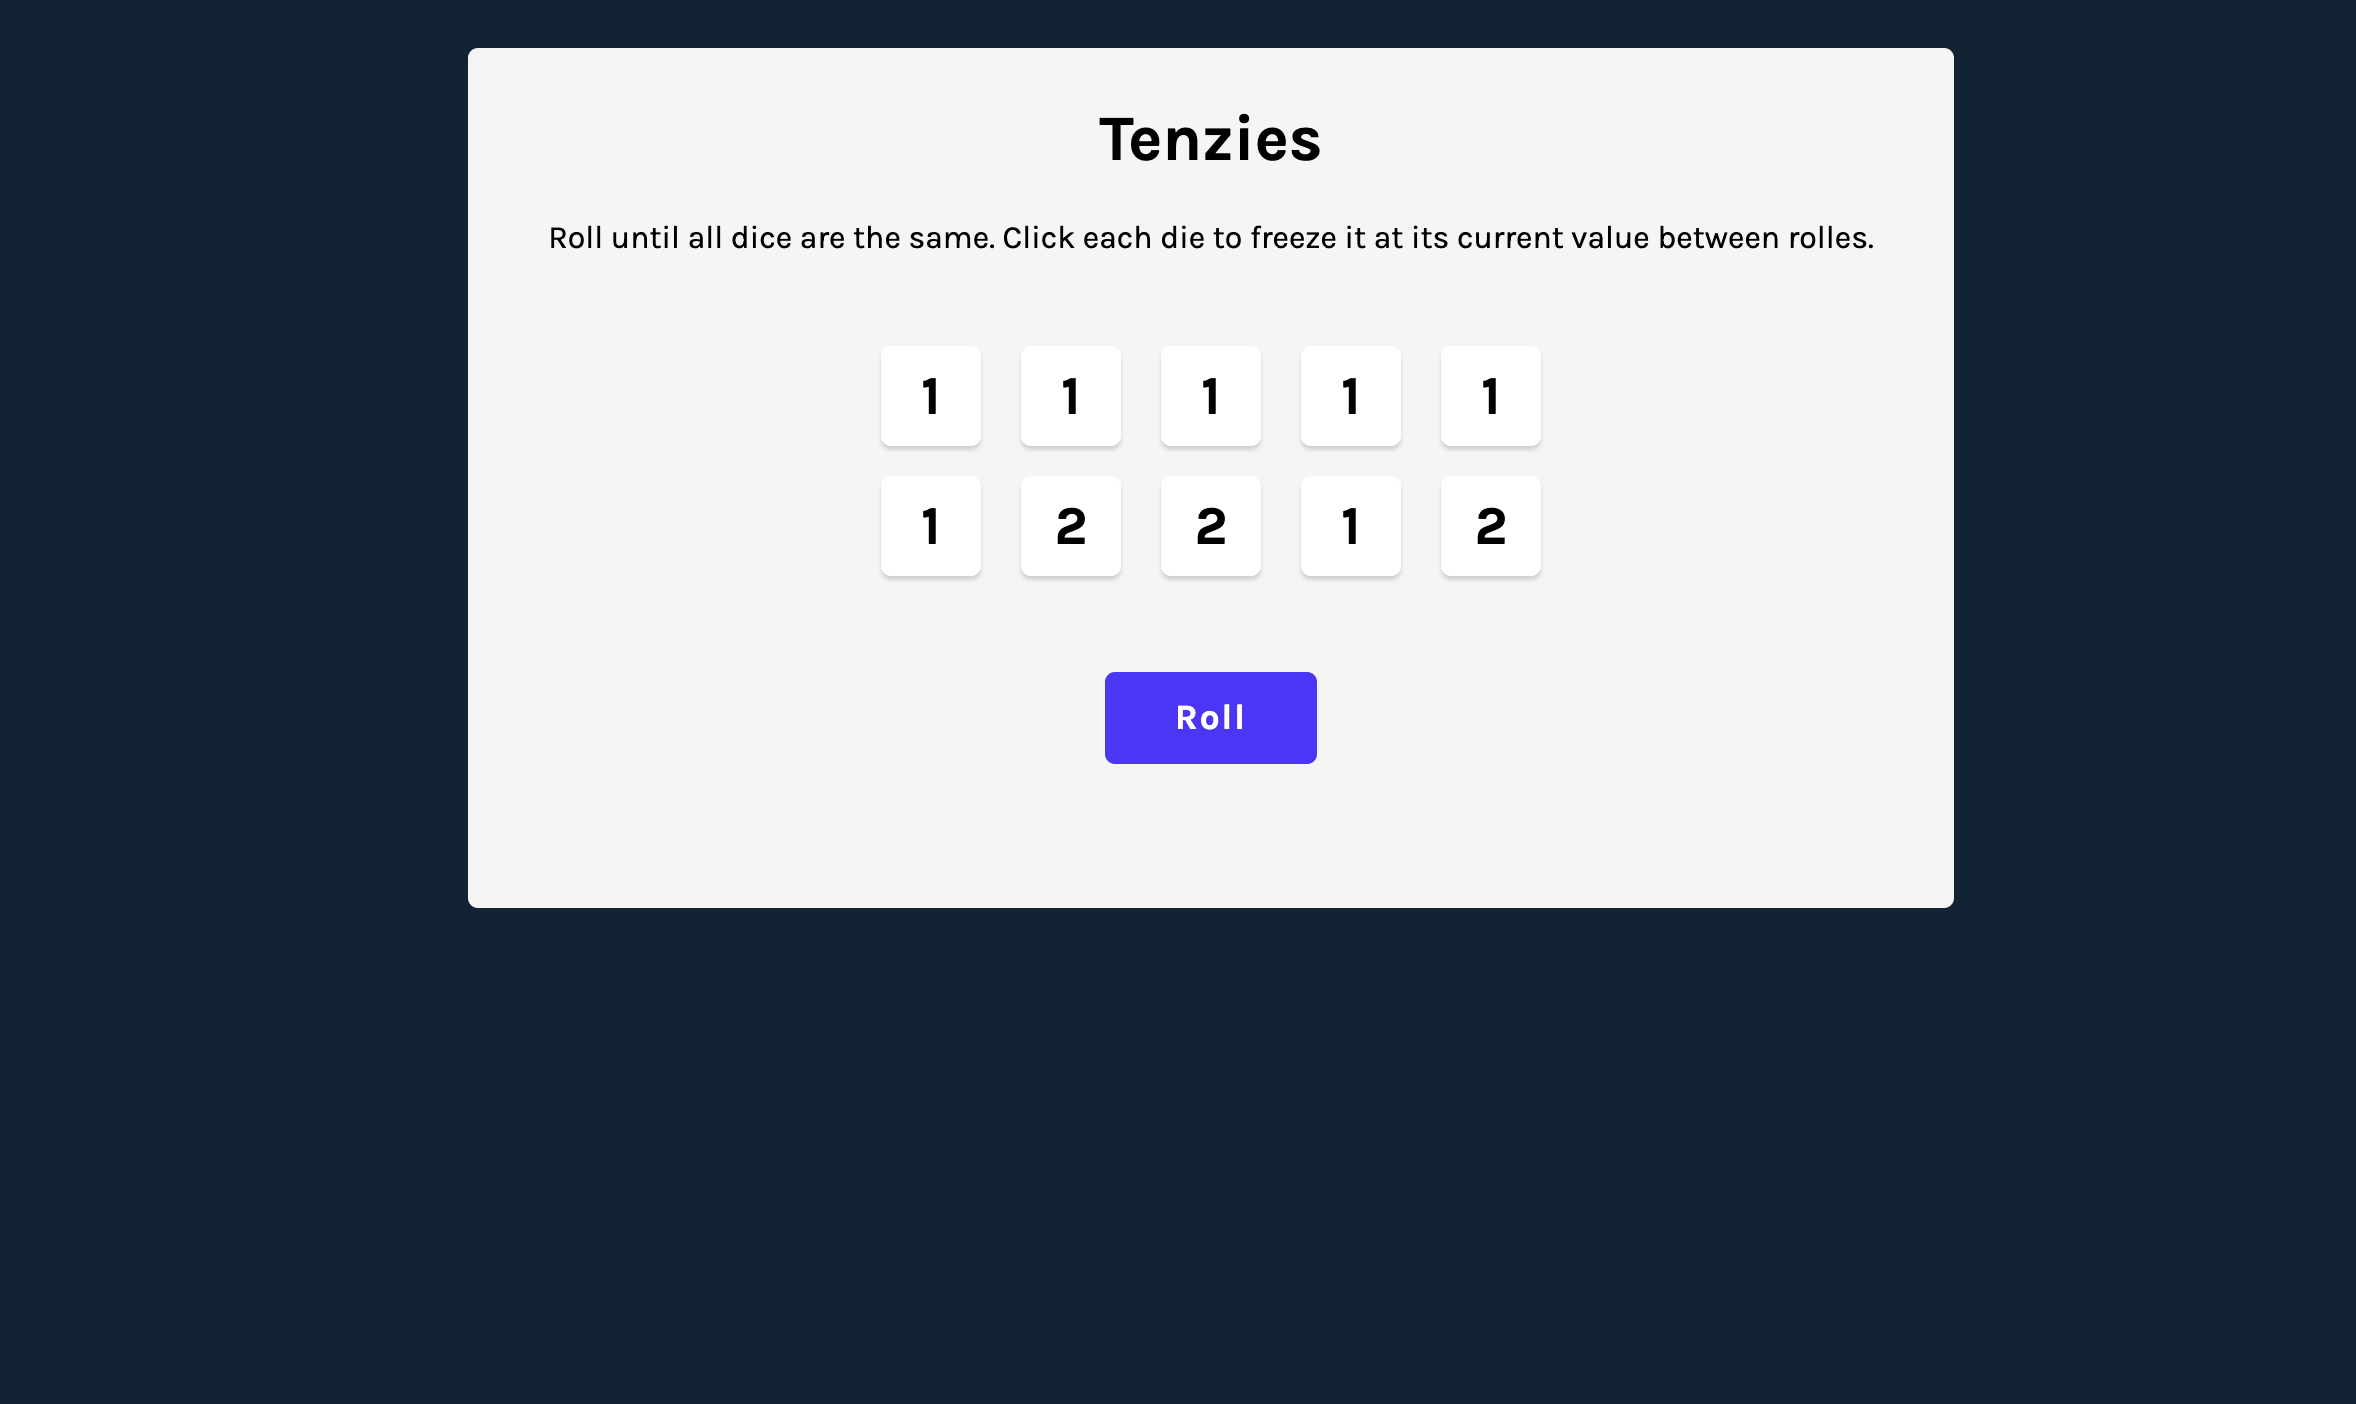 Tenzies
Roll until all dice are the same. Click each die to freeze it at its current value between rolles.
1 1 1 1 1
1 2 2 1 2
Roll